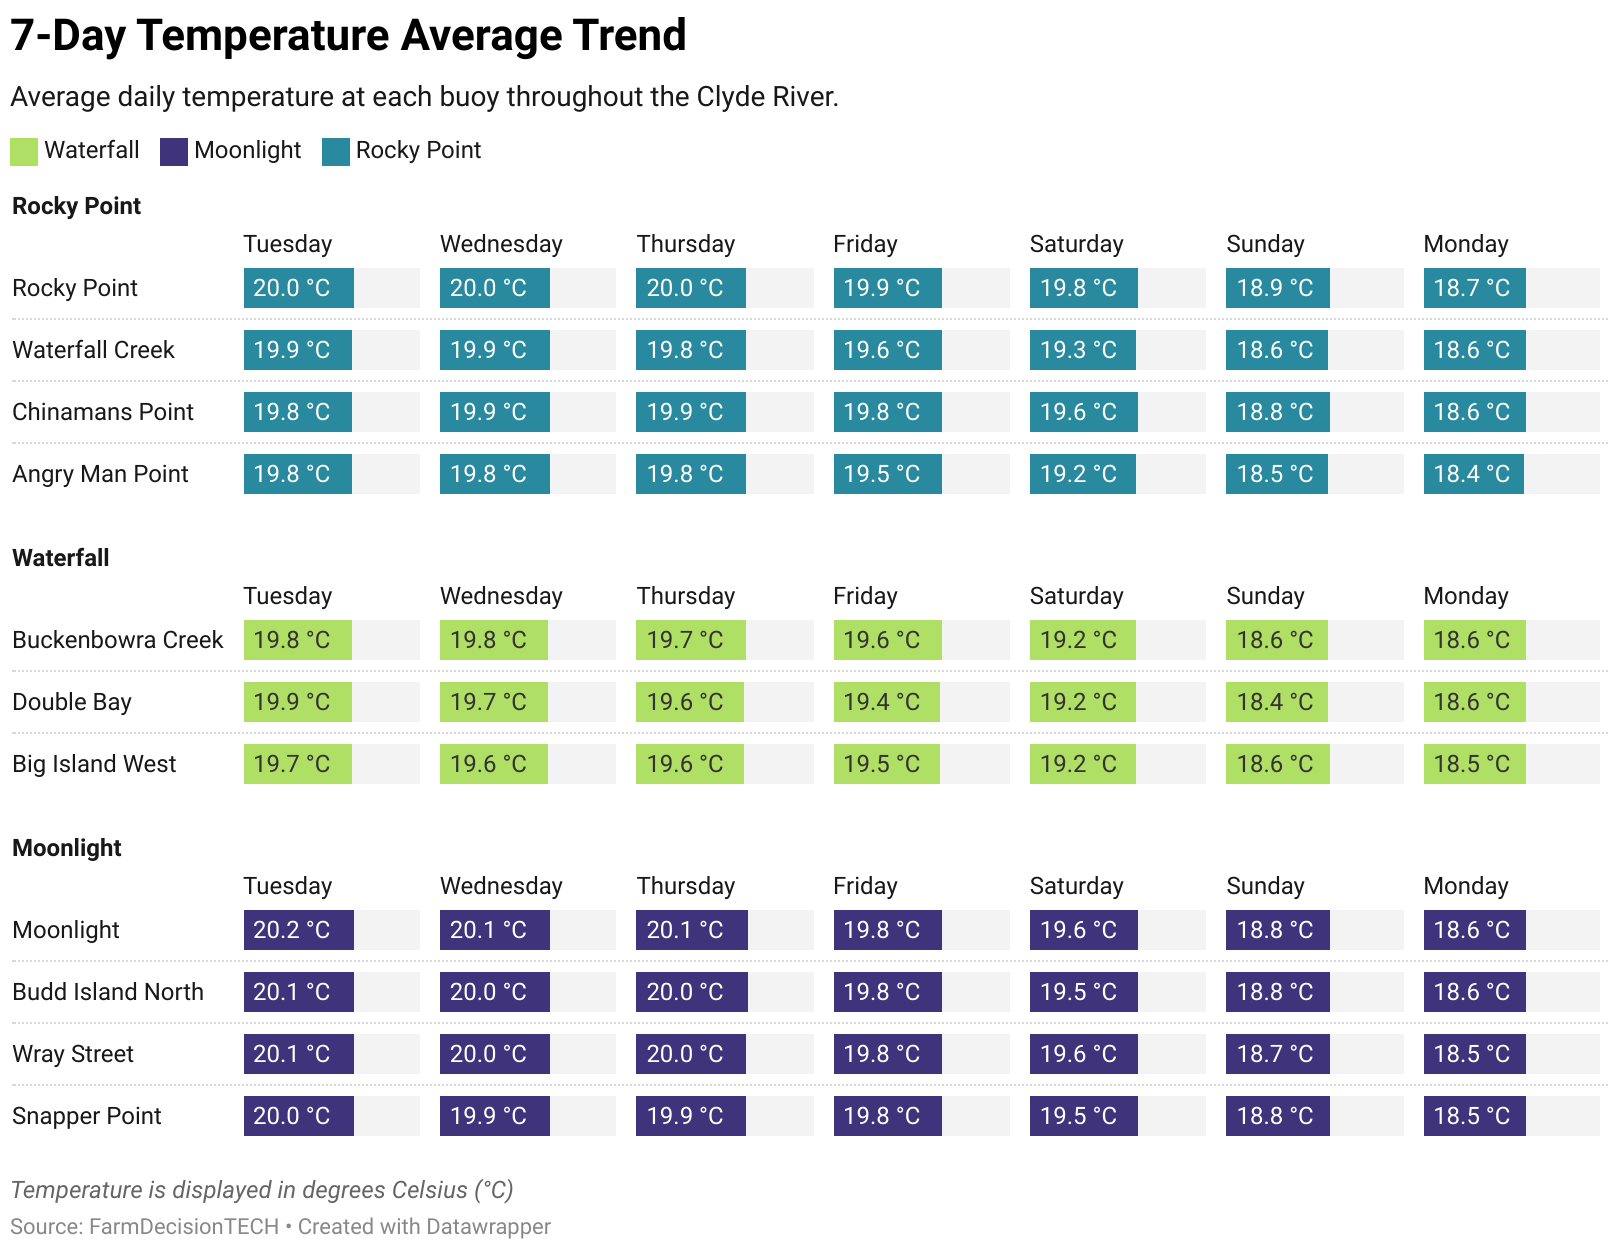 7-Day Temperature Average Trend
Average daily temperature at each buoy throughout the Clyde River.
Waterfall Moonlight Rocky Point
Rocky Point
Tuesday Wednesday Thursday Friday Saturday Sunday Monday
Rocky Point 20.0 °C 20.0 °C 20.0 °C 19.9 °C 19.8 °C 18.9 °C 18.7 °C
Waterfall Creek 19.9 °C 19.9 °C 19.8 °C 19.6 °C 19.3 °C 18.6 °C 18.6 °C
Chinamans Point 19.8 °C 19.9 °C 19.9 °C 19.8 °C 19.6 °C 18.8 °C 18.6 °C
Angry Man Point 19.8 °C 19.8 °C 19.8 °C 19.5 °C 19.2 °C 18.5 °C 18.4 °C
Waterfall
Tuesday Wednesday Thursday Friday Saturday Sunday Monday
Buckenbowra Creek 19.8 °C 19.8 °C 19.7 °C 19.6 °C 19.2 °C 18.6 °C 18.6 °C
Double Bay 19.9 °C 19.7 °C 19.6 °C 19.4 °C 19.2 °C 18.4 °C 18.6 °C
Big Island West 19.7 °C 19.6 °C 19.6 °C 19.5 °C 19.2 °C 18.6 °C 18.5 °C
Moonlight
Tuesday Wednesday Thursday Friday Saturday Sunday Monday
Moonlight 20.2 °C 20.1 °C 20.1 °C 19.8 °C 19.6 °C 18.8 °C 18.6 °C
Budd Island North 20.1 °C 20.0 °C 20.0 °C 19.8 °C 19.5 °C 18.8 °C 18.6 °C
Wray Street 20.1 °C 20.0 °C 20.0 °C 19.8 °C 19.6 °C 18.7 °C 18.5 °C
Snapper Point 20.0 °C 19.9 °C 19.9 °C 19.8 °C 19.5 °C 18.8 °C 18.5 °C
Temperature is displayed in degrees Celsius (°C)
Source: FarmDecisionTECH • Created with Datawrapper